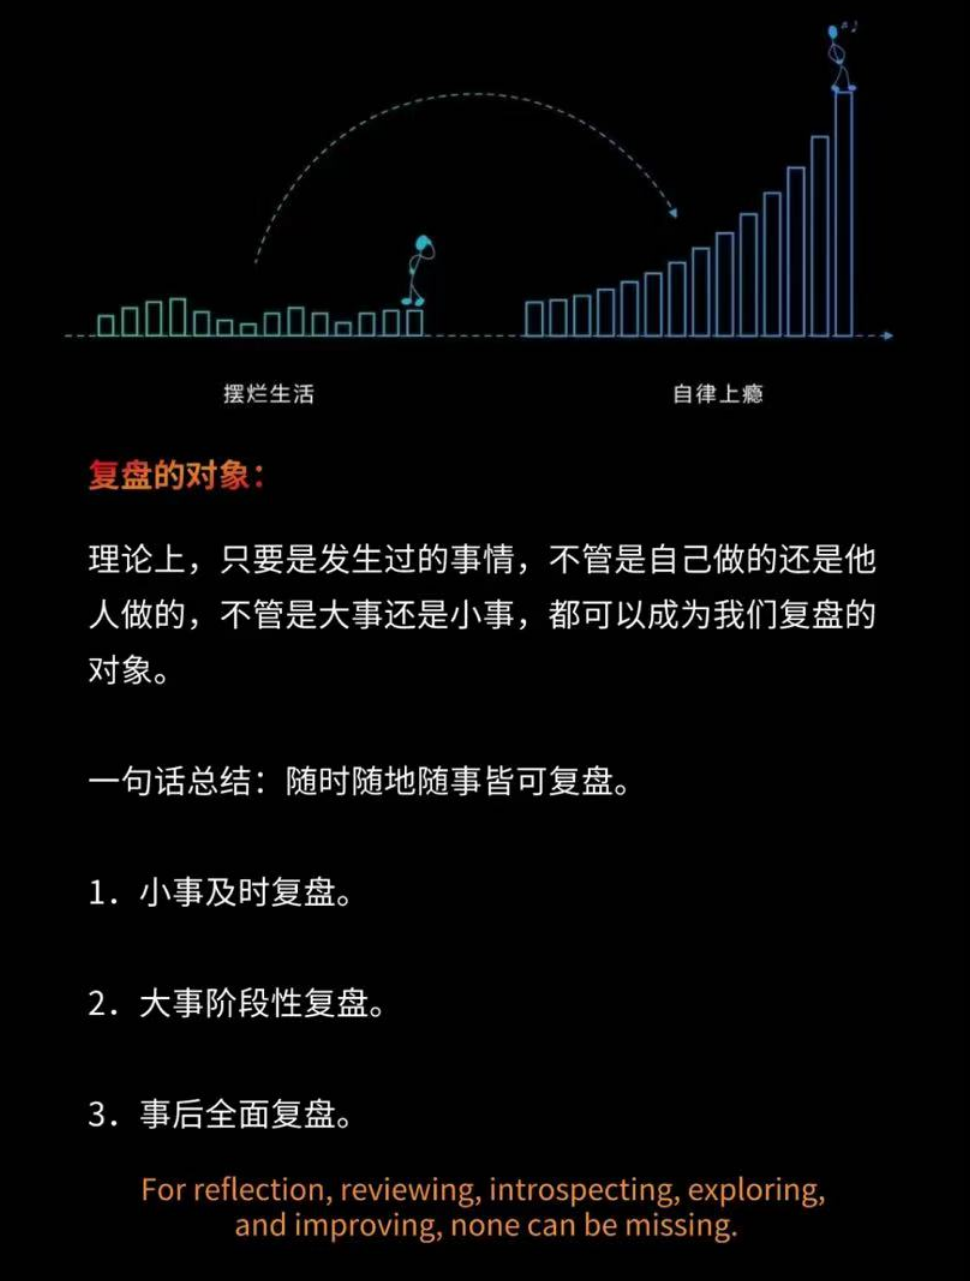 摆烂生活
自律上瘾
复盘的对象：
理论上，只要是发生过的事情，不管是自己做的还是他
人做的，不管是大事还是小事，都可以成为我们复盘的
对象。
一句话总结：随时随地随事皆可复盘。
1．小事及时复盘。
2．大事阶段性复盘。
3．事后全面复盘。
For reflection, reviewing, introspecting, exploring,
and improving, none can be missing.